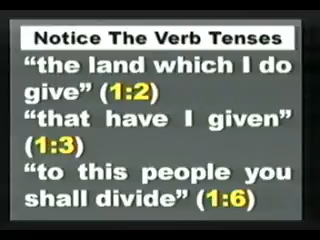 Notice The Verb Tenses
“the land which I do
give” (1:2)
“that have I given”
(1:3)
“to this people you
shall divide” (1:6)